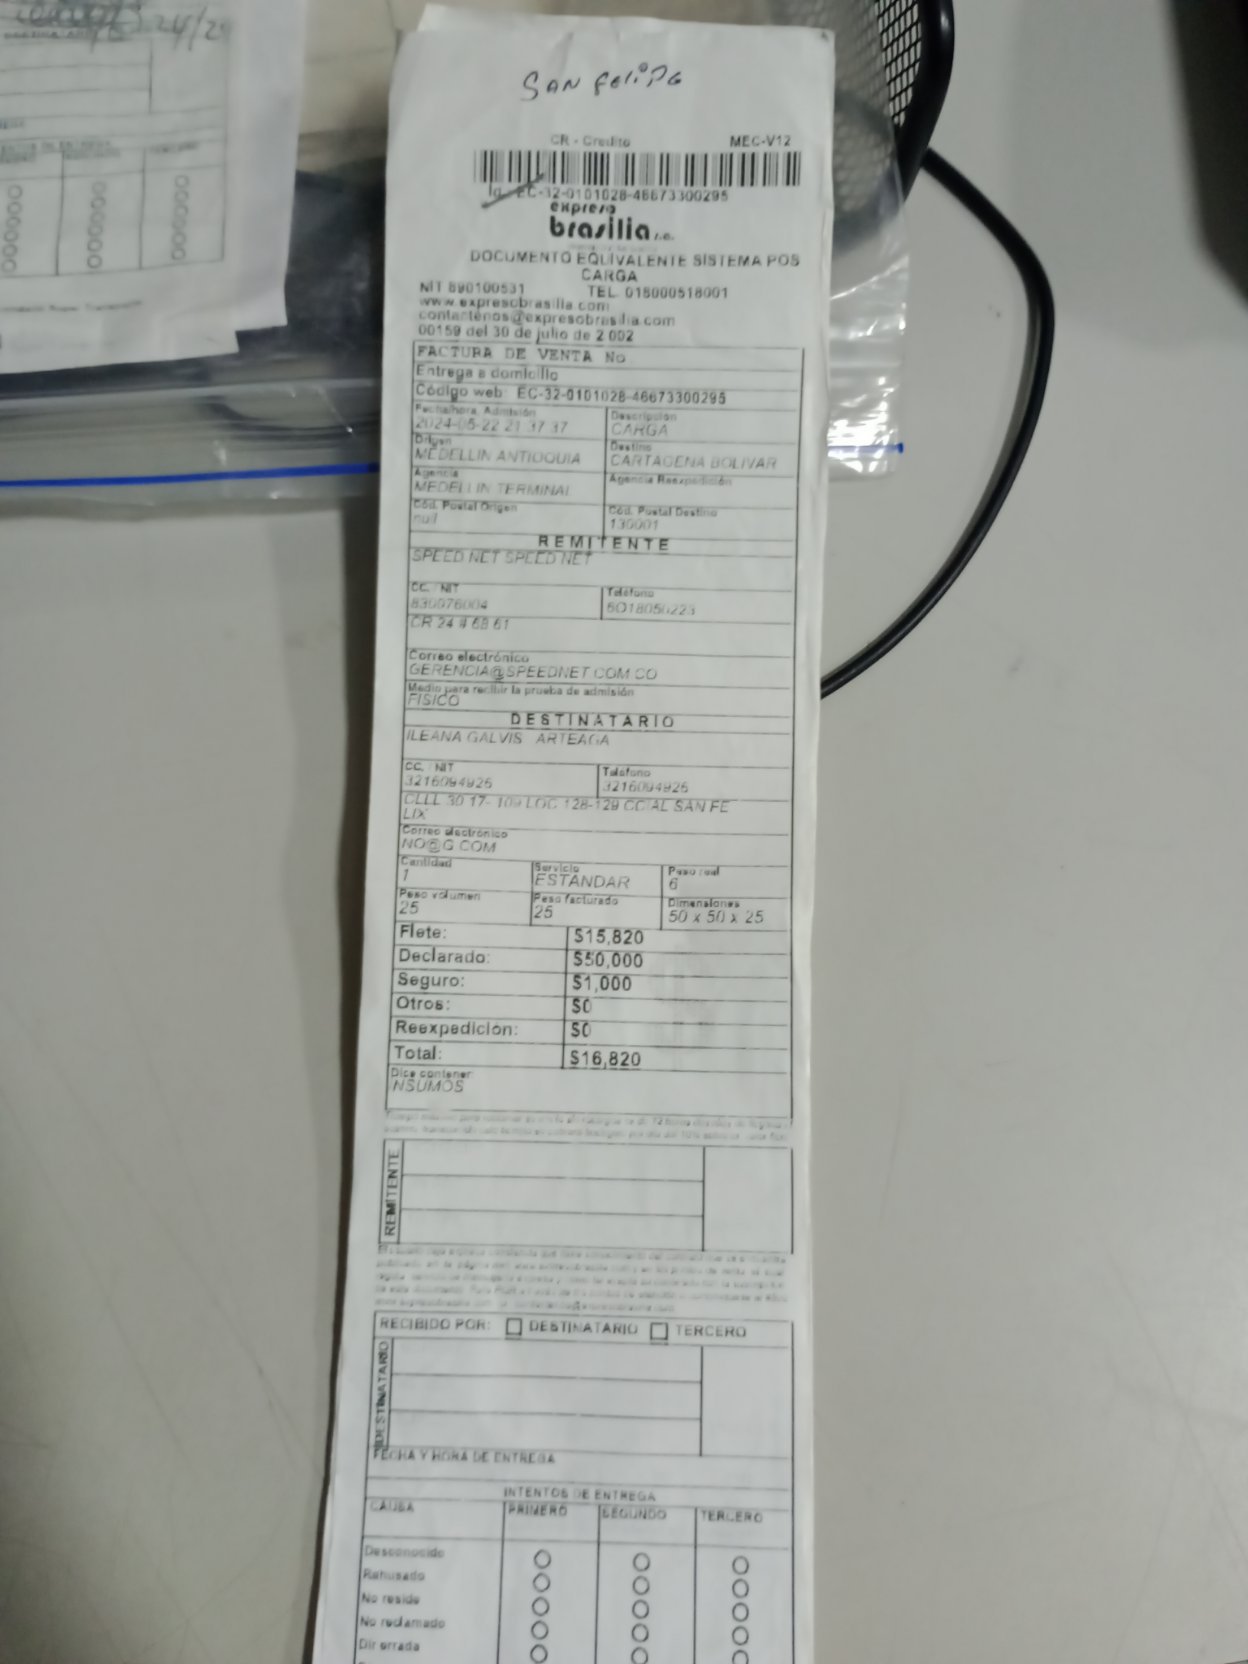 24/29
SAN FeliPe
CR - Credito MEC-V12
Id - EC-32-0101028-46673300295
expreso
brasilia s.a.
DOCUMENTO EQUIVALENTE SISTEMA POS
CARGA
NIT 890100531 TEL. 018000518001
www.expresobrasilia.com
contactenos@expresobrasilia.com
00159 del 30 de julio de 2.002
FACTURA DE VENTA No
Entrega a domicilio
Código web: EC-32-0101028-46673300295
Fecha/hora Admisión Descripción
2024-05-22 21:37:37 CARGA
Origen Destino
MEDELLIN ANTIOQUIA CARTAGENA BOLIVAR
Agencia Agencia Reexpedición
MEDELLIN TERMINAL
Cód. Postal Origen Cód. Postal Destino
null 130001
REMITENTE
SPEED NET SPEED NET
CC. / NIT Teléfono
830076004 6018050223
CR 24 # 68 61
Correo electrónico
GERENCIA@SPEEDNET.COM.CO
Medio para recibir la prueba de admisión
FISICO
DESTINATARIO
ILEANA GALVIS ARTEAGA
CC. / NIT Teléfono
3216094925 3216094925
CLLL 30 17- 109 LOC 128-129 CCIAL SAN FE
LIX
Correo electrónico
NO@G.COM
Cantidad Servicio Peso real
1 ESTANDAR 6
Peso volumen Peso facturado Dimensiones
25 25 50 x 50 x 25
Flete: $15,820
Declarado: $50,000
Seguro: $1,000
Otros: $0
Reexpedición: $0
Total: $16,820
Dice contener:
NSUMOS
REMITENTE
RECIBIDO POR: DESTINATARIO TERCERO
DESTINATARIO
FECHA Y HORA DE ENTREGA
INTENTOS DE ENTREGA
CAUSA PRIMERO SEGUNDO TERCERO
Desconocido
Rehusado
No reside
No reclamado
Dir errada